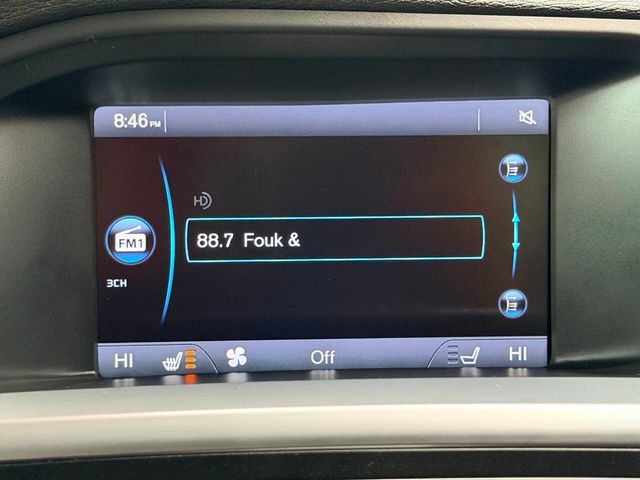 8:46 PM
HD
88.7 Fouk &
FM1
3CH
HI
Off
HI